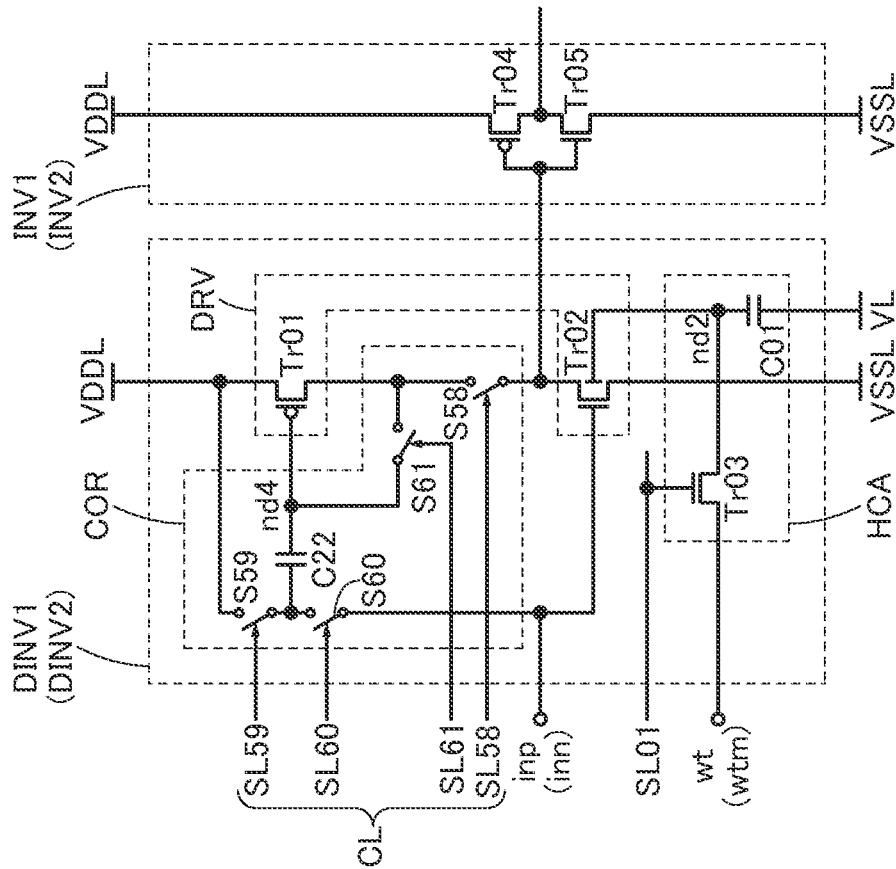 DINV1
(DINV2)
COR
DRV
INV1
(INV2)
VDDL
VDDL
SL59
SL60
SL61
SL58
CL
inp
(inn)
SL01
wt
(wtm)
S59
S60
C22
nd4
S61
S58
Tr01
Tr02
nd2
C01
Tr03
HCA
VSSL
VL
Tr04
Tr05
VSSL